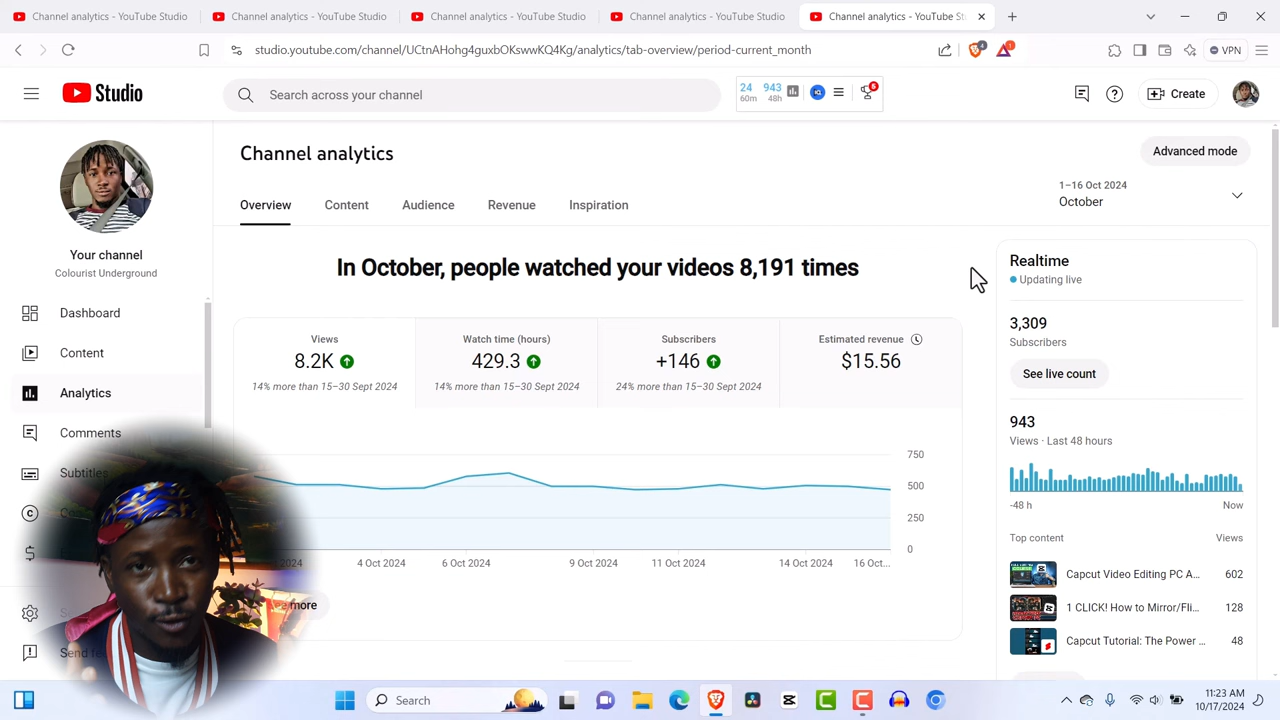 Channel analytics - YouTube Studio
Channel analytics - YouTube Studio
Channel analytics - YouTube Studio
Channel analytics - YouTube Studio
Channel analytics - YouTube St
studio.youtube.com/channel/UCtnAHohg4guxbOKswwKQ4Kg/analytics/tab-overview/period-current_month
4
1
VPN
Studio
Search across your channel
24 943
60m 48h
5
Create
Channel analytics
Advanced mode
1–16 Oct 2024
October
Overview Content Audience Revenue Inspiration
Your channel
Colourist Underground
Dashboard
Content
Analytics
Comments
Subtitles
In October, people watched your videos 8,191 times
Views
8.2K
14% more than 15–30 Sept 2024
Watch time (hours)
429.3
14% more than 15–30 Sept 2024
Subscribers
+146
24% more than 15–30 Sept 2024
Estimated revenue
$15.56
750
500
250
0
2024 4 Oct 2024 6 Oct 2024 9 Oct 2024 11 Oct 2024 14 Oct 2024 16 Oct...
more
Realtime
Updating live
3,309
Subscribers
See live count
943
Views · Last 48 hours
-48 h Now
Top content Views
Capcut Video Editing PC A... 602
1 CLICK! How to Mirror/Fli... 128
Capcut Tutorial: The Power ... 48
Search
11:23 AM
10/17/2024